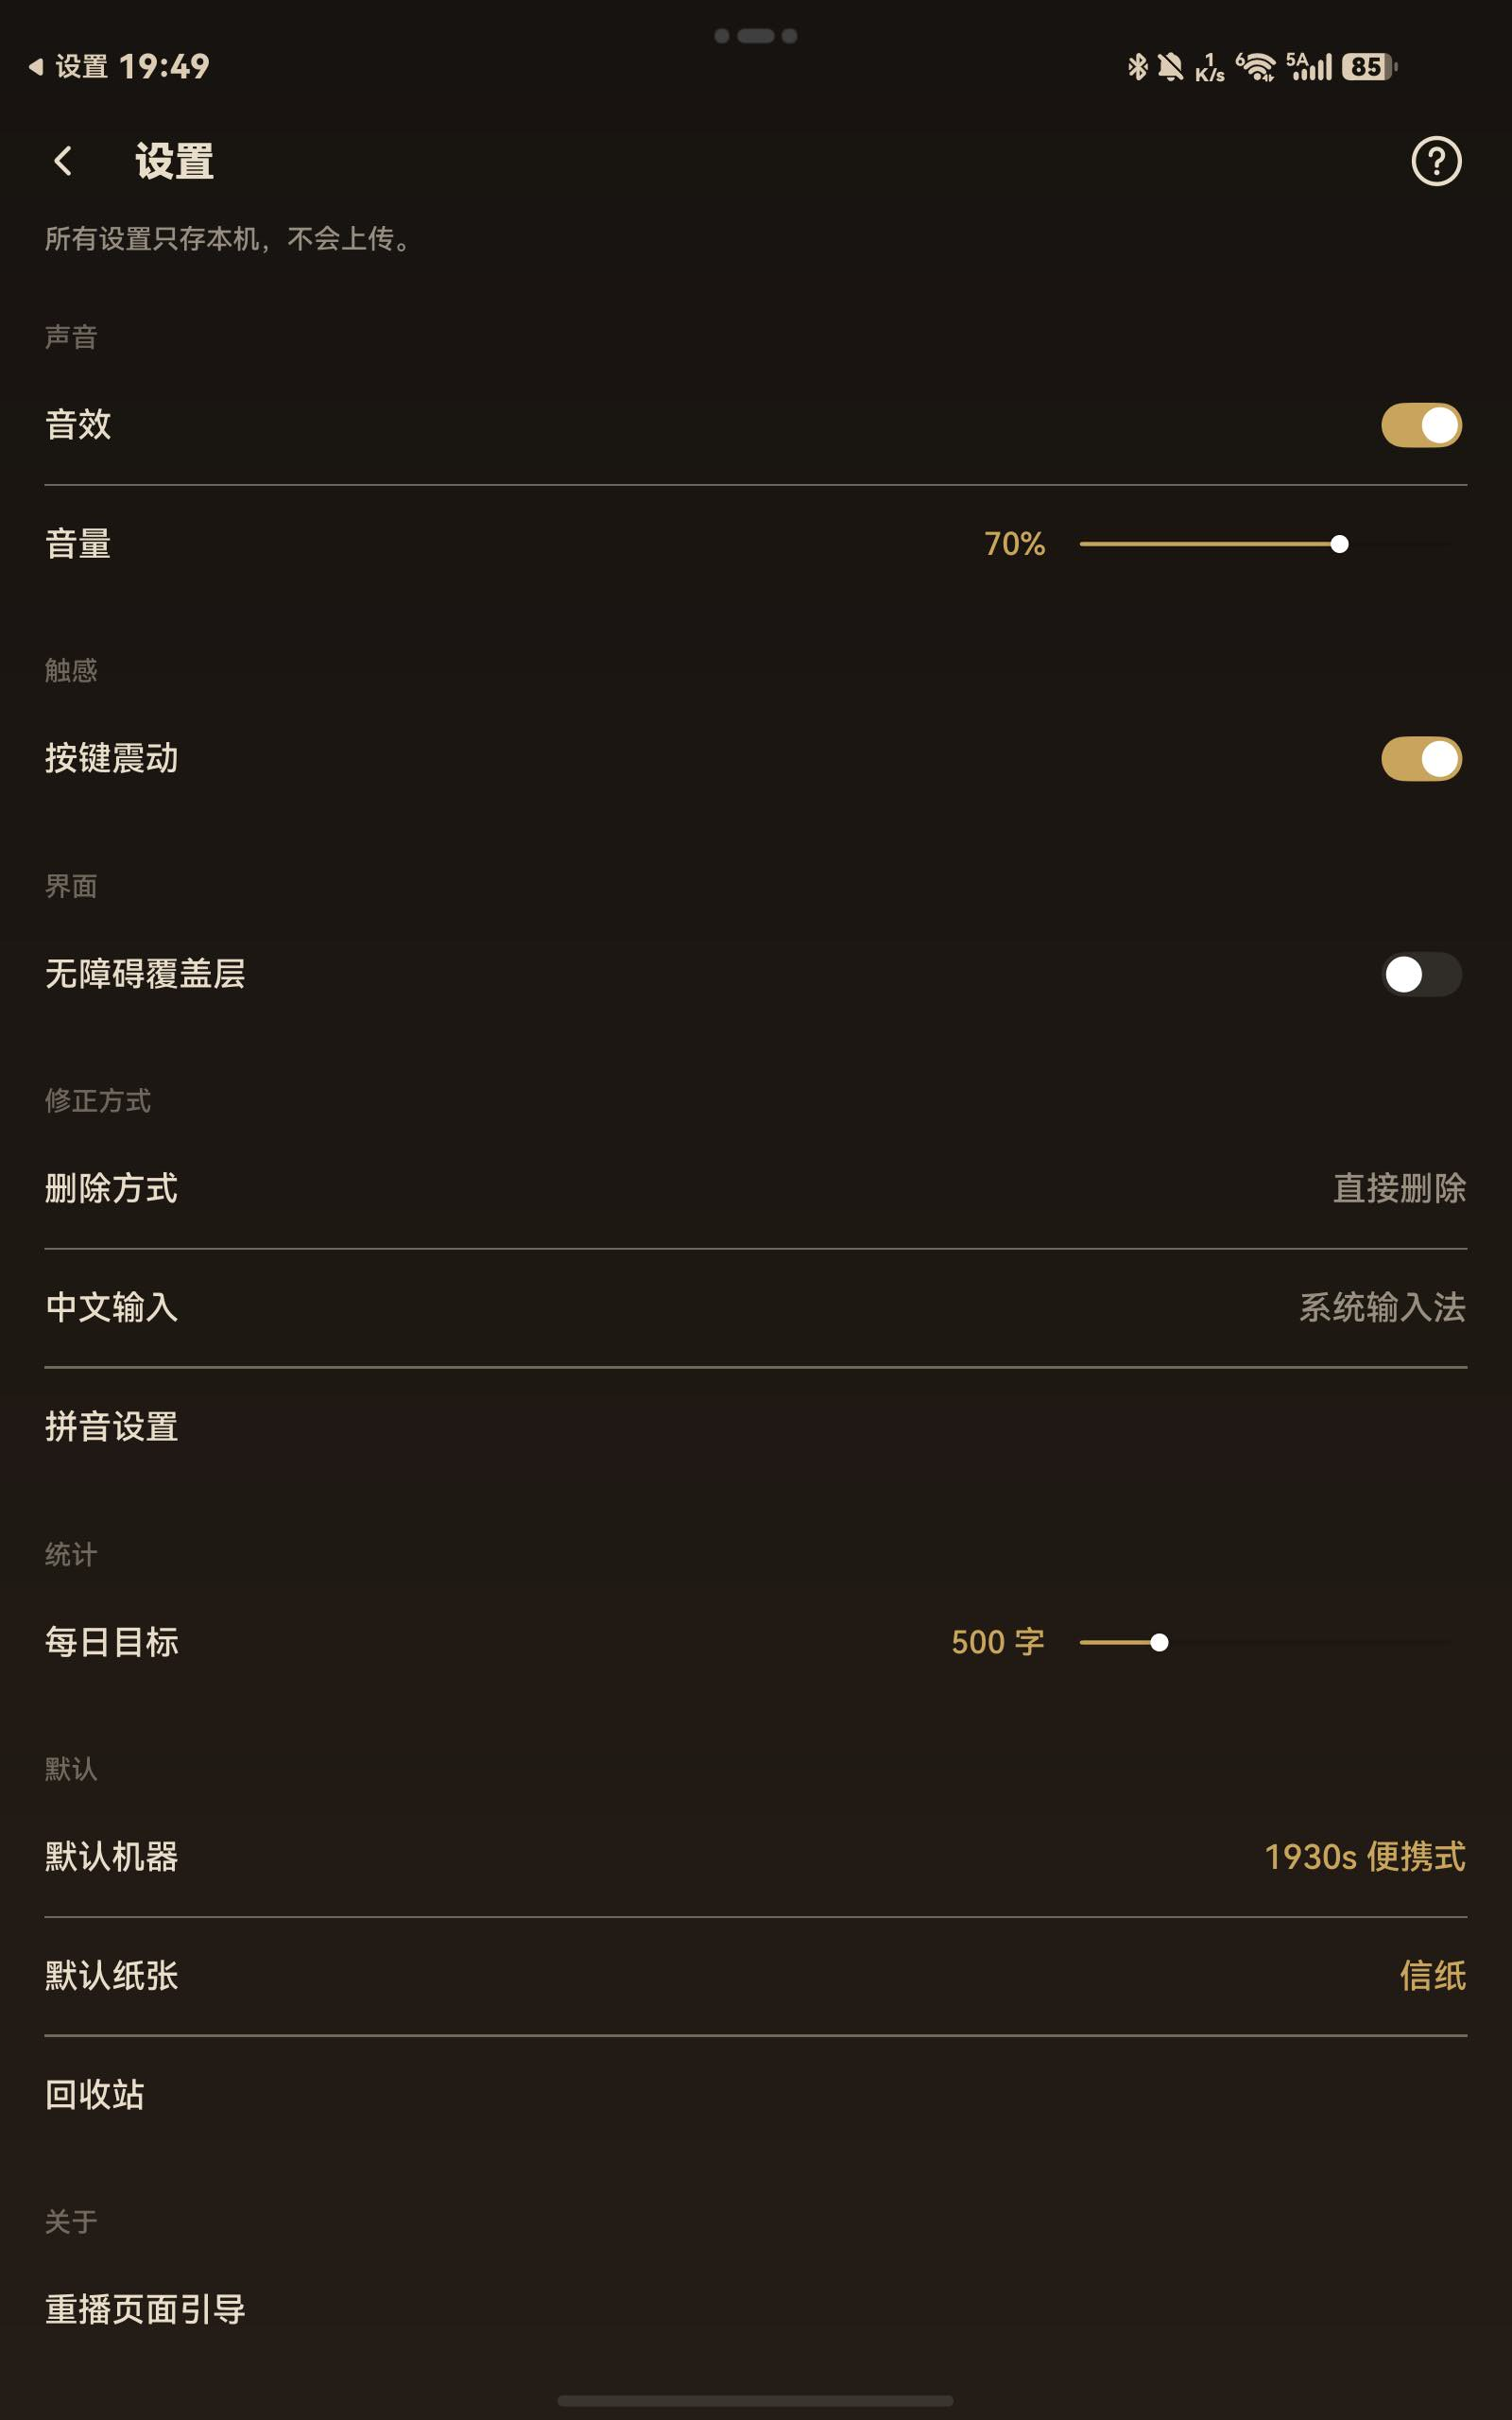 设置 19:49
1 K/s 6 5A 85
设置
所有设置只存本机，不会上传。
声音
音效
音量 70%
触感
按键震动
界面
无障碍覆盖层
修正方式
删除方式 直接删除
中文输入 系统输入法
拼音设置
统计
每日目标 500 字
默认
默认机器 1930s 便携式
默认纸张 信纸
回收站
关于
重播页面引导